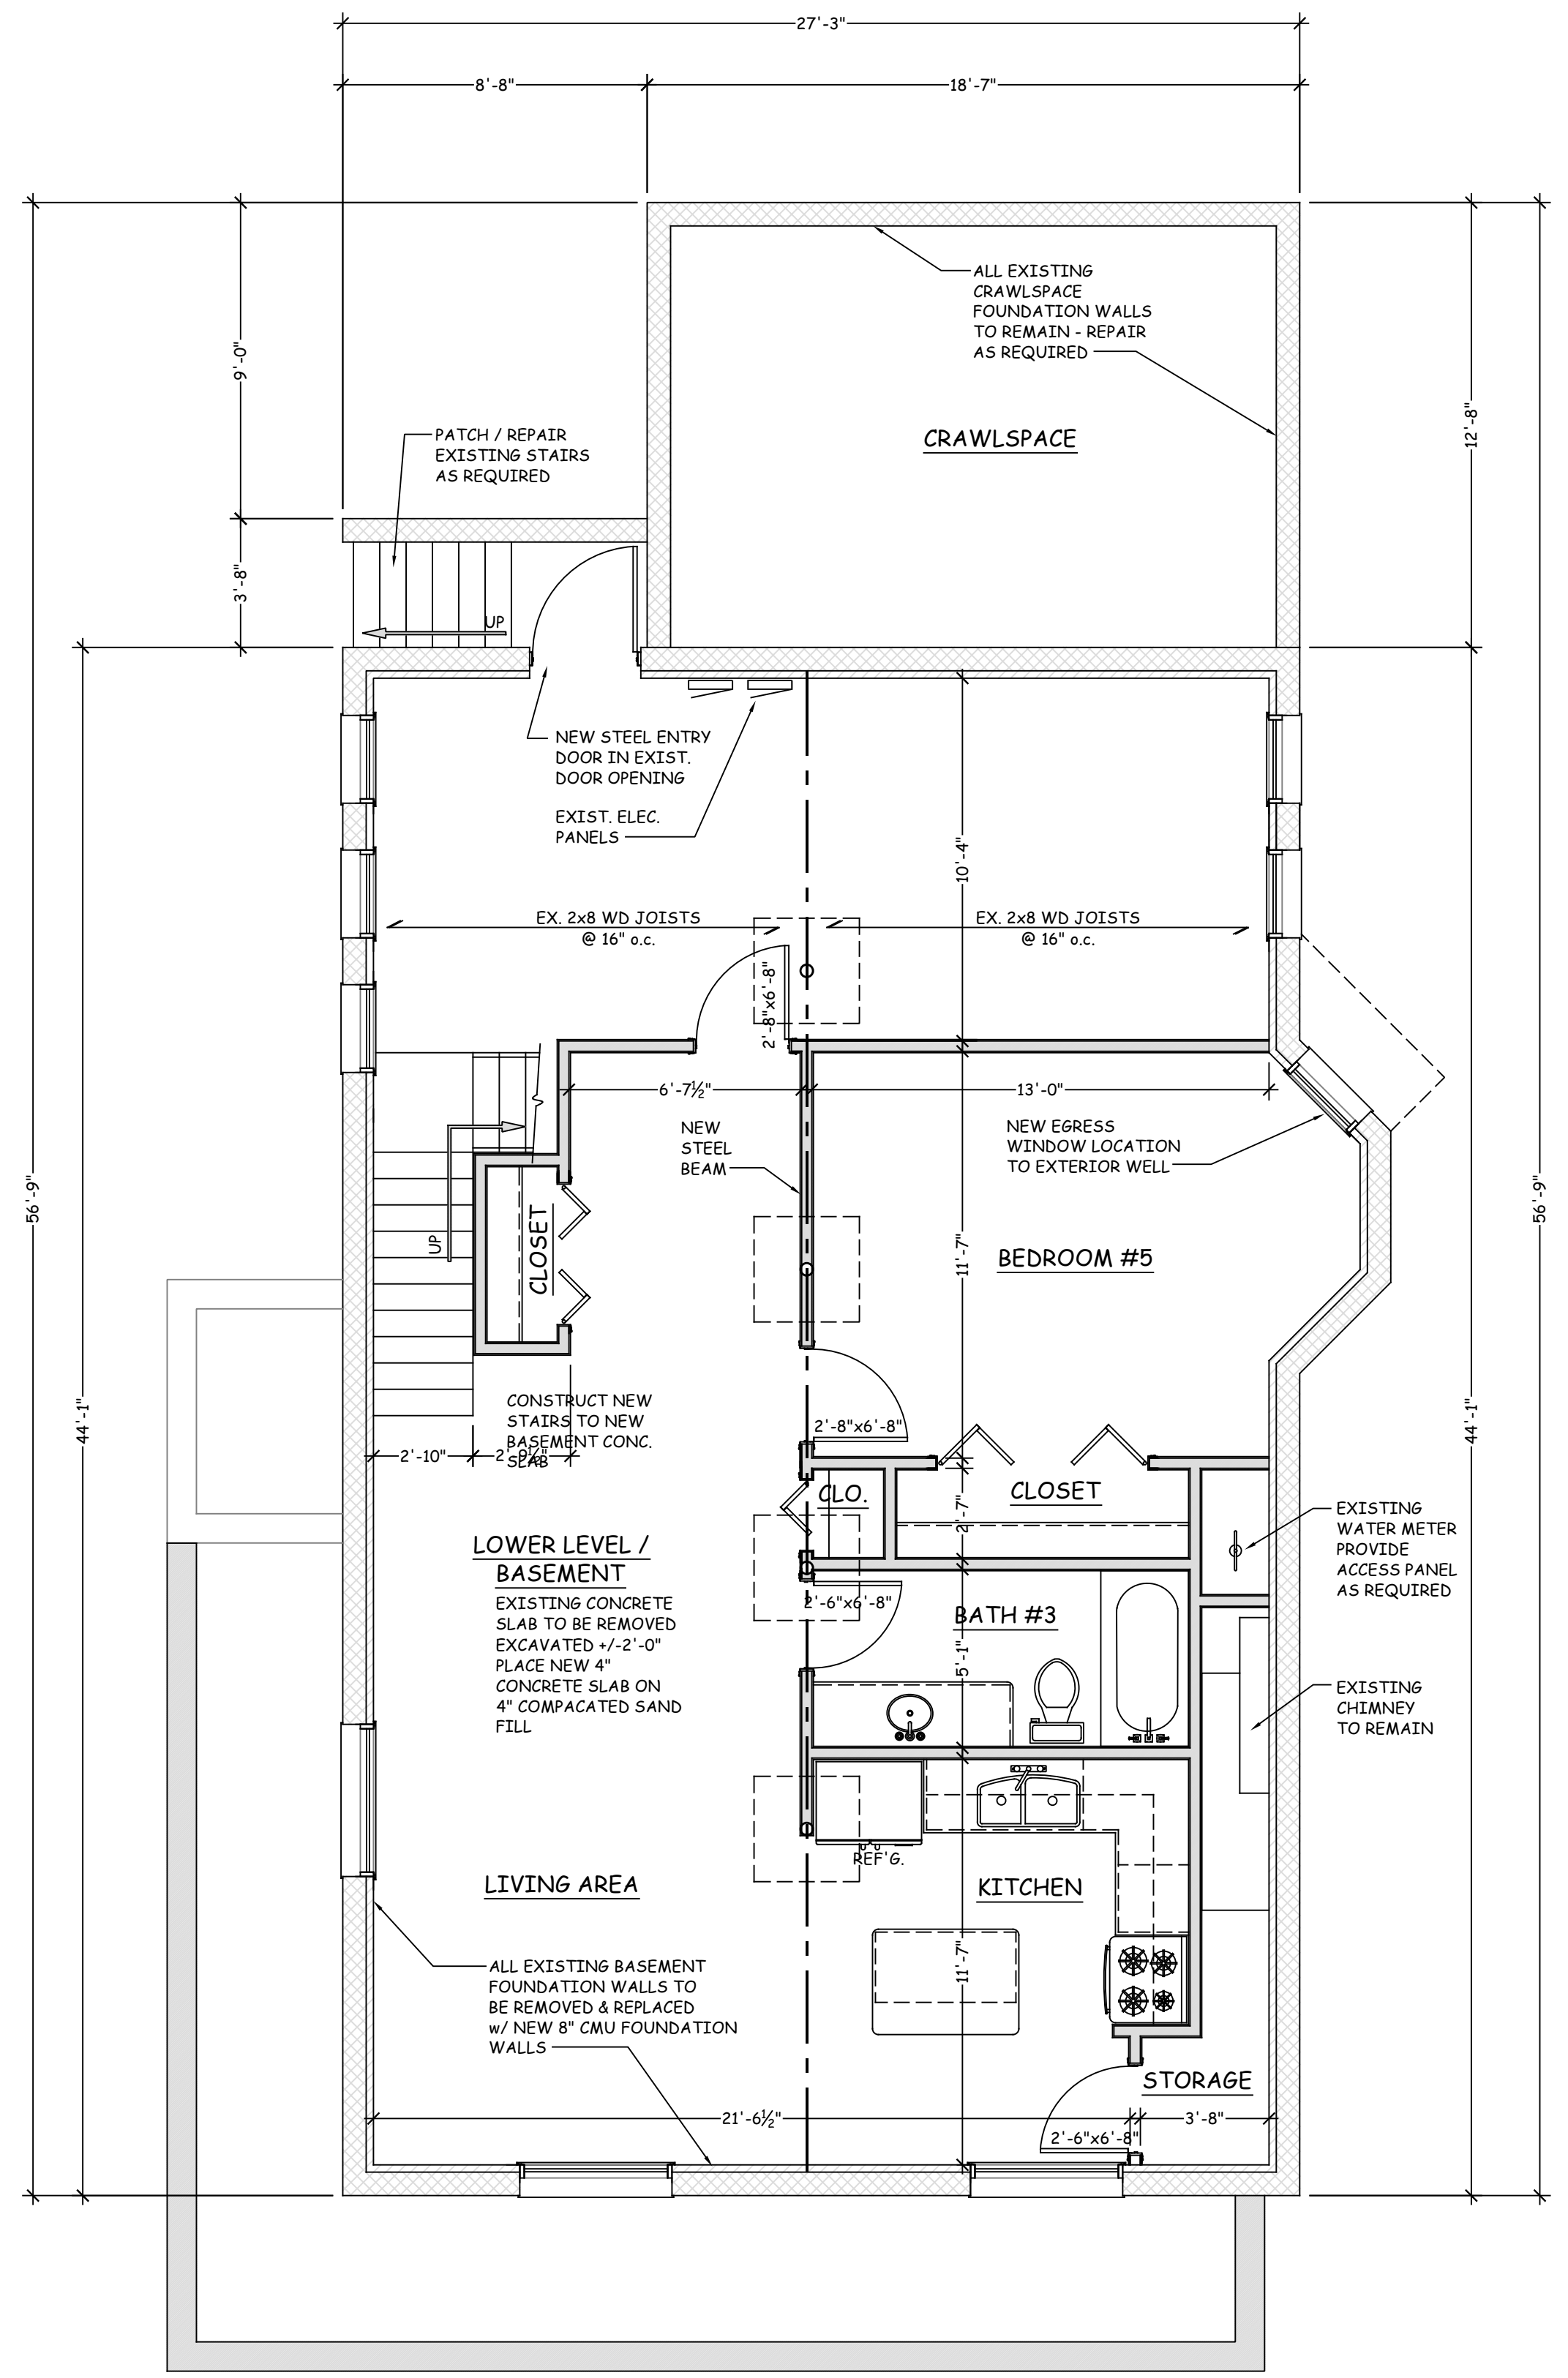 27'-3"
8'-8"
18'-7"
9'-0"
3'-8"
12'-8"
56'-9"
44'-1"
44'-1"
56'-9"
ALL EXISTING
CRAWLSPACE
FOUNDATION WALLS
TO REMAIN - REPAIR
AS REQUIRED
CRAWLSPACE
PATCH / REPAIR
EXISTING STAIRS
AS REQUIRED
UP
NEW STEEL ENTRY
DOOR IN EXIST.
DOOR OPENING
EXIST. ELEC.
PANELS
10'-4"
EX. 2x8 WD JOISTS
@ 16" o.c.
EX. 2x8 WD JOISTS
@ 16" o.c.
2'-8"x6'-8"
6'-7½"
13'-0"
NEW
STEEL
BEAM
NEW EGRESS
WINDOW LOCATION
TO EXTERIOR WELL
UP
CLOSET
11'-7"
BEDROOM #5
CONSTRUCT NEW
STAIRS TO NEW
BASEMENT CONC.
SLAB
2'-10"
2'-9½"
2'-8"x6'-8"
CLO.
CLOSET
2'-7"
EXISTING
WATER METER
PROVIDE
ACCESS PANEL
AS REQUIRED
LOWER LEVEL /
BASEMENT
EXISTING CONCRETE
SLAB TO BE REMOVED
EXCAVATED +/-2'-0"
PLACE NEW 4"
CONCRETE SLAB ON
4" COMPACATED SAND
FILL
2'-6"x6'-8"
BATH #3
5'-1"
EXISTING
CHIMNEY
TO REMAIN
REF'G.
LIVING AREA
KITCHEN
11'-7"
ALL EXISTING BASEMENT
FOUNDATION WALLS TO
BE REMOVED & REPLACED
w/ NEW 8" CMU FOUNDATION
WALLS
STORAGE
21'-6½"
3'-8"
2'-6"x6'-8"